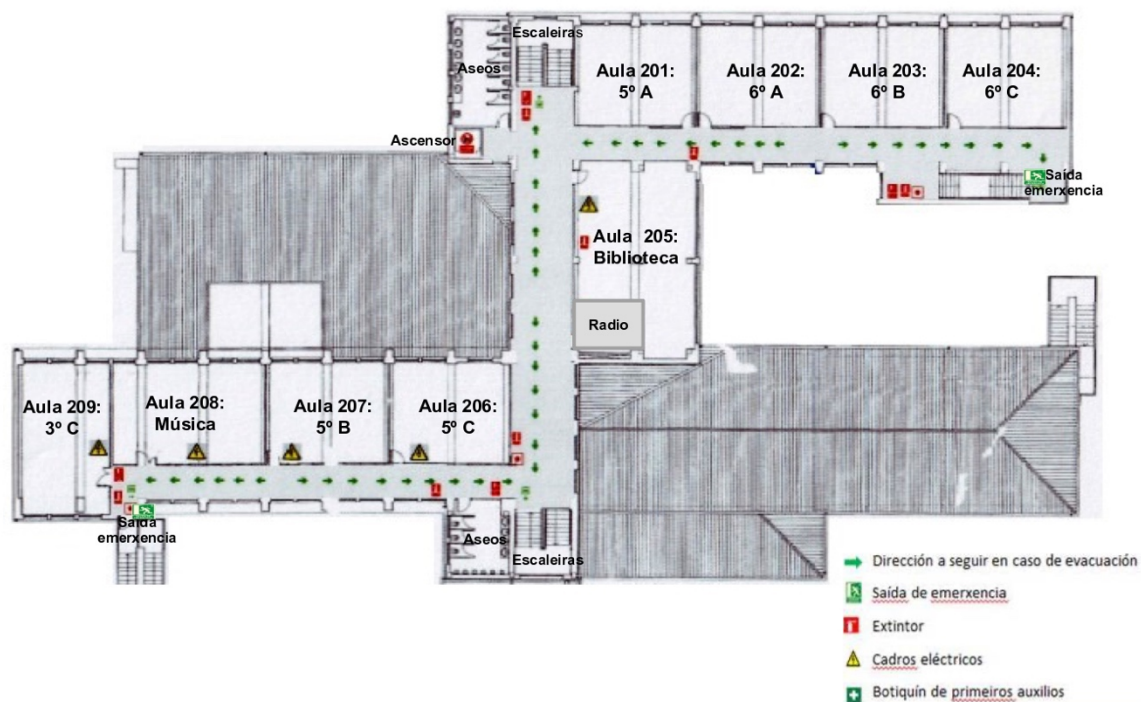 Escaleiras
Aseos
Aula 201:
5º A
Aula 202:
6º A
Aula 203:
6º B
Aula 204:
6º C
Ascensor
Saída
emerxencia
Aula 205:
Biblioteca
Radio
Aula 209:
3º C
Aula 208:
Música
Aula 207:
5º B
Aula 206:
5º C
Saída
emerxencia
Aseos
Escaleiras
Dirección a seguir en caso de evacuación
Saída de emerxencia
Extintor
Cadros eléctricos
Botiquín de primeiros auxilios